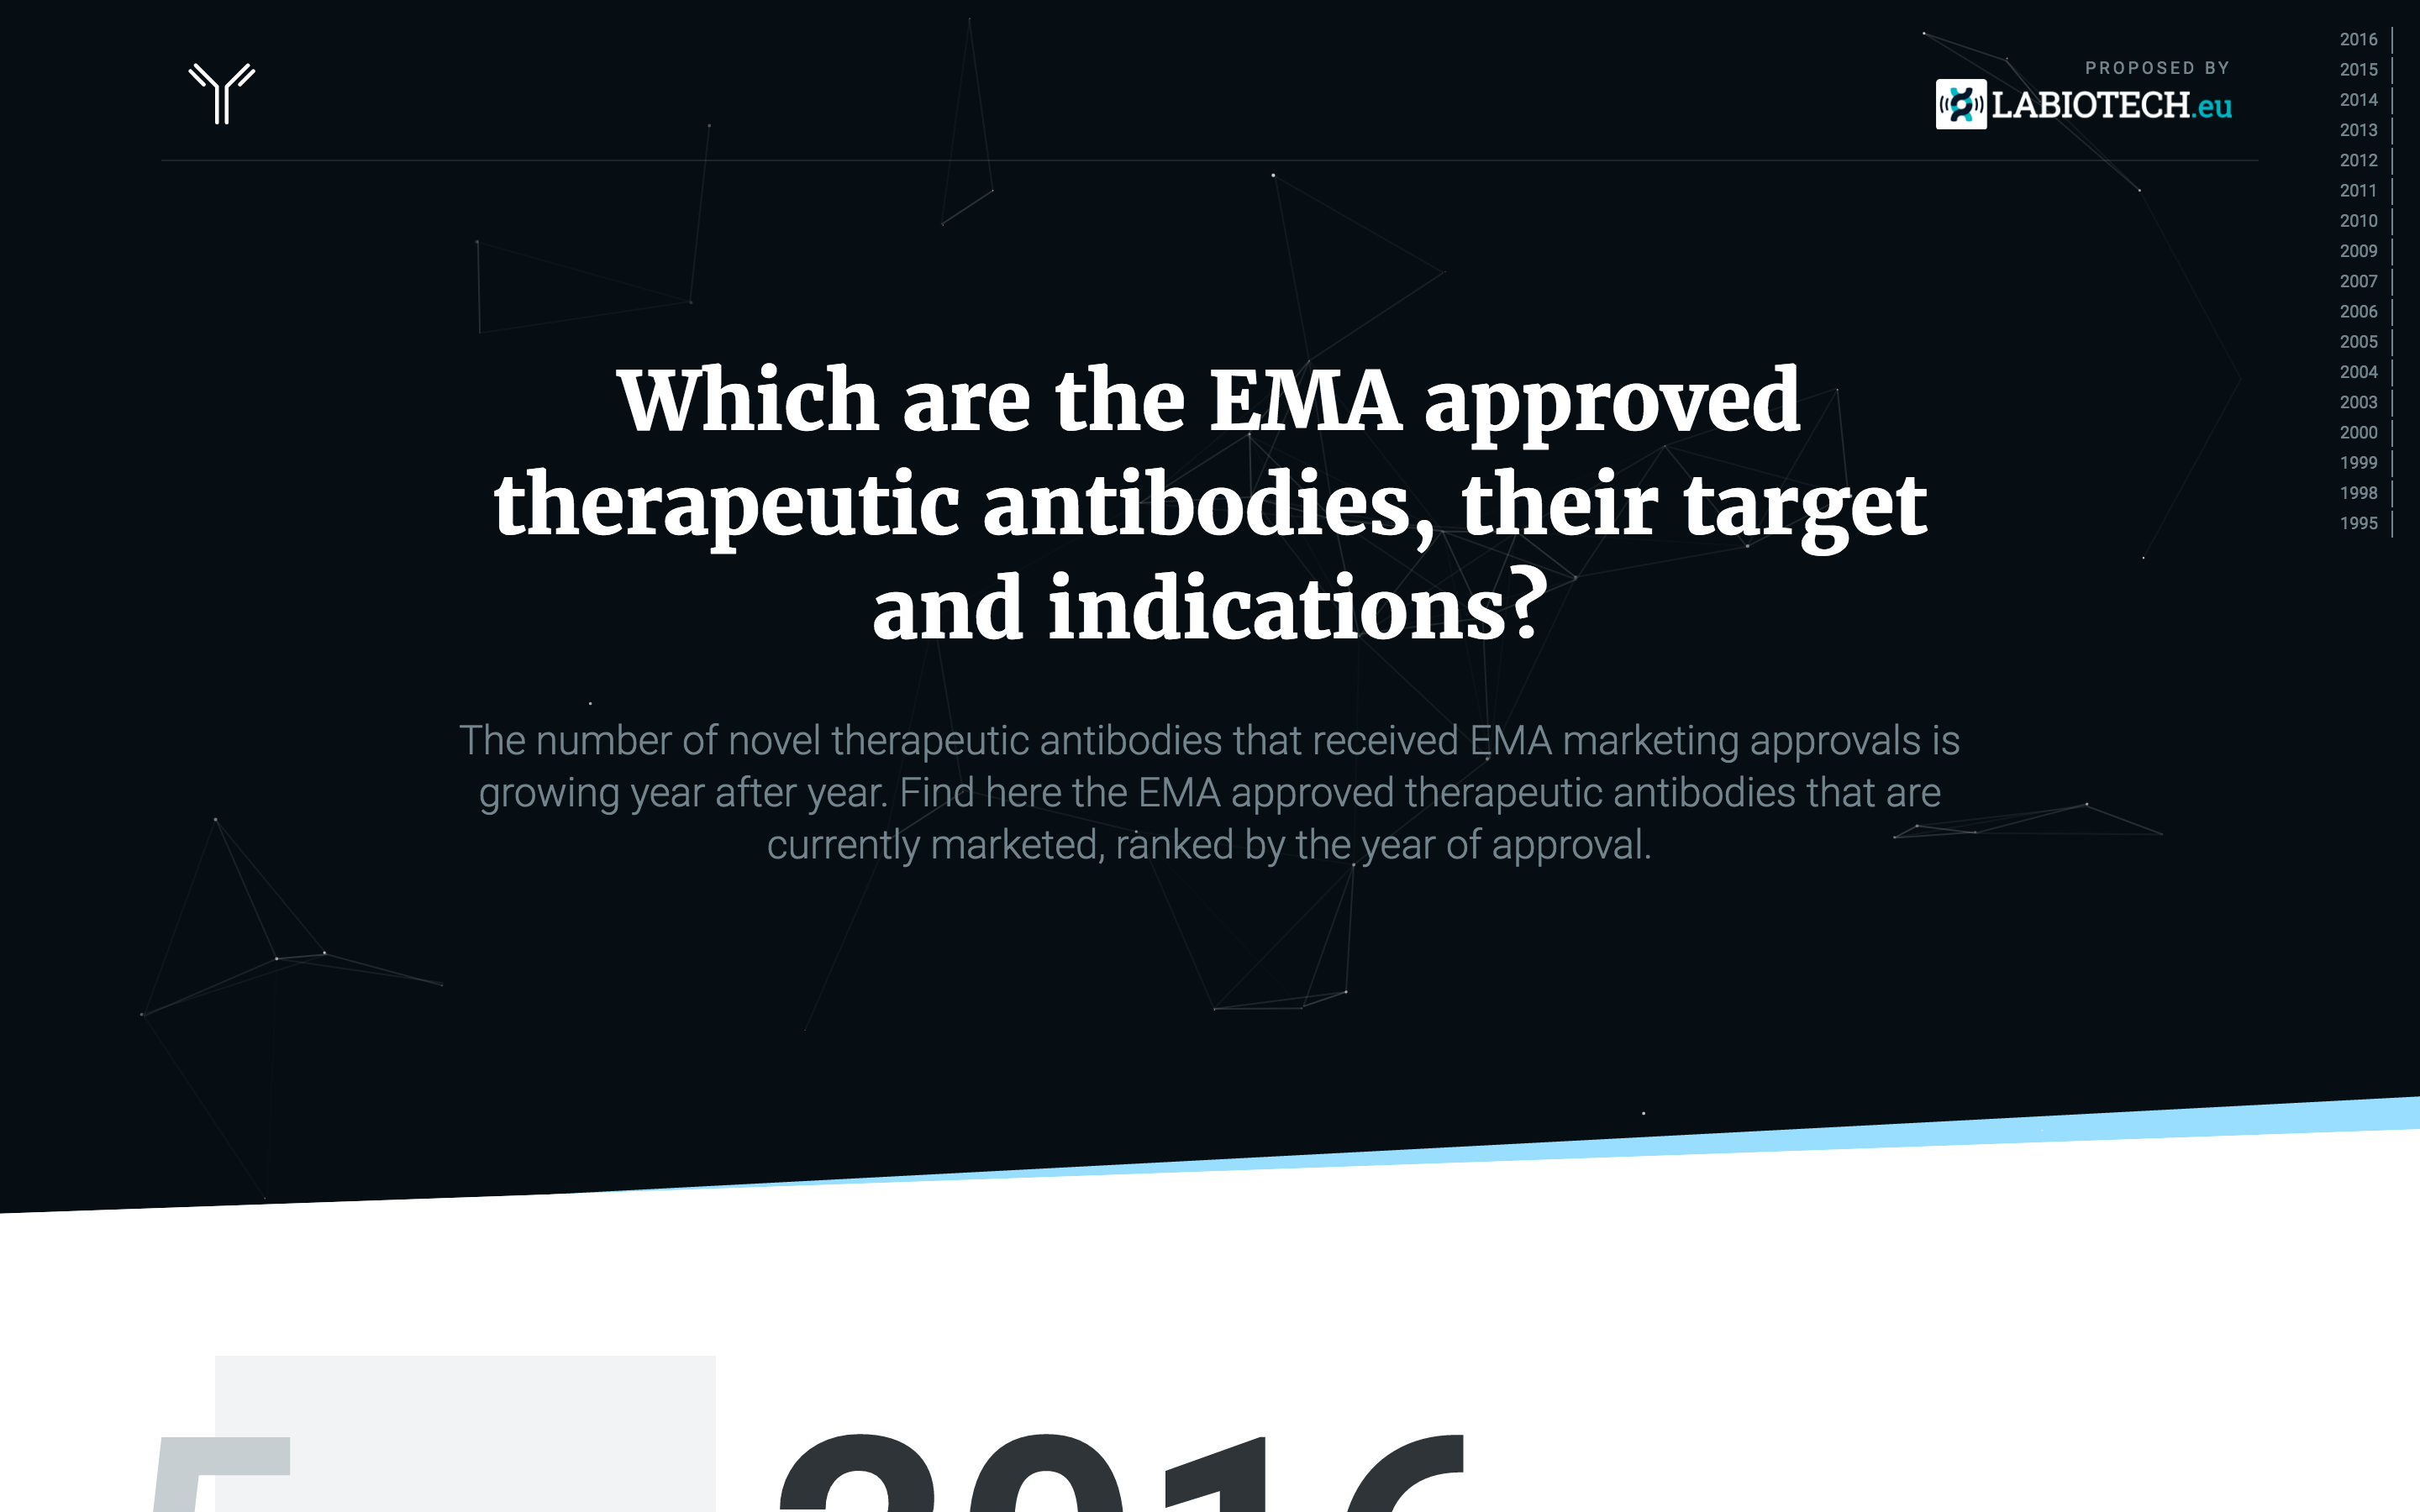 PROPOSED BY
LABIOTECH.eu
2016
2015
2014
2013
2012
2011
2010
2009
2007
2006
2005
2004
2003
2000
1999
1998
1995
Which are the EMA approved
therapeutic antibodies, their target
and indications?
The number of novel therapeutic antibodies that received EMA marketing approvals is
growing year after year. Find here the EMA approved therapeutic antibodies that are
currently marketed, ranked by the year of approval.
2016